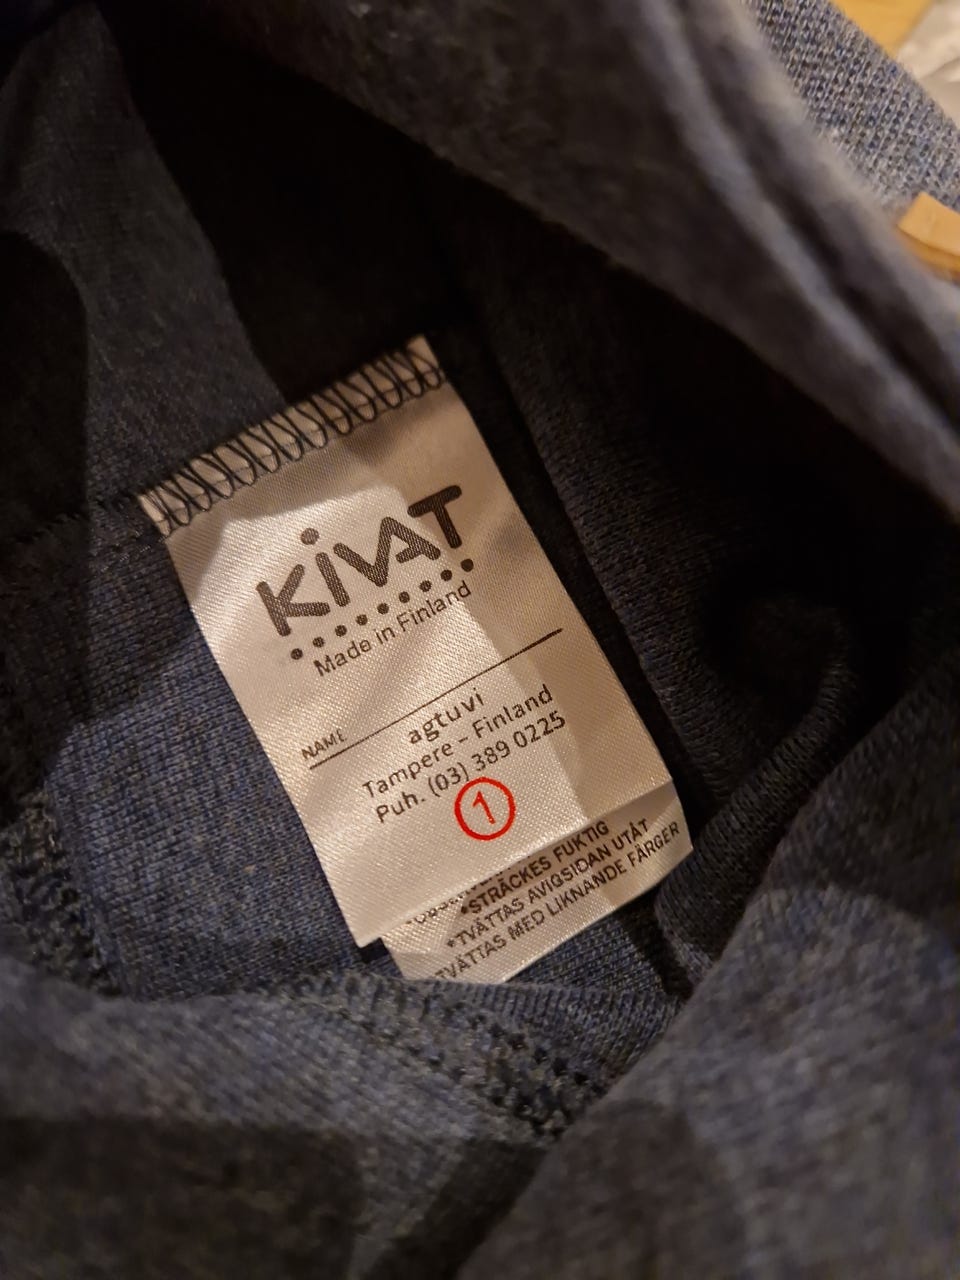 KiVAT
Made in Finland
NAME
agtuvi
Tampere - Finland
Puh. (03) 389 0225
1
•STRÄCKES FUKTIG
•TVÄTTAS AVIGSIDAN UTÅT
TVÄTTAS MED LIKNANDE FÄRGER